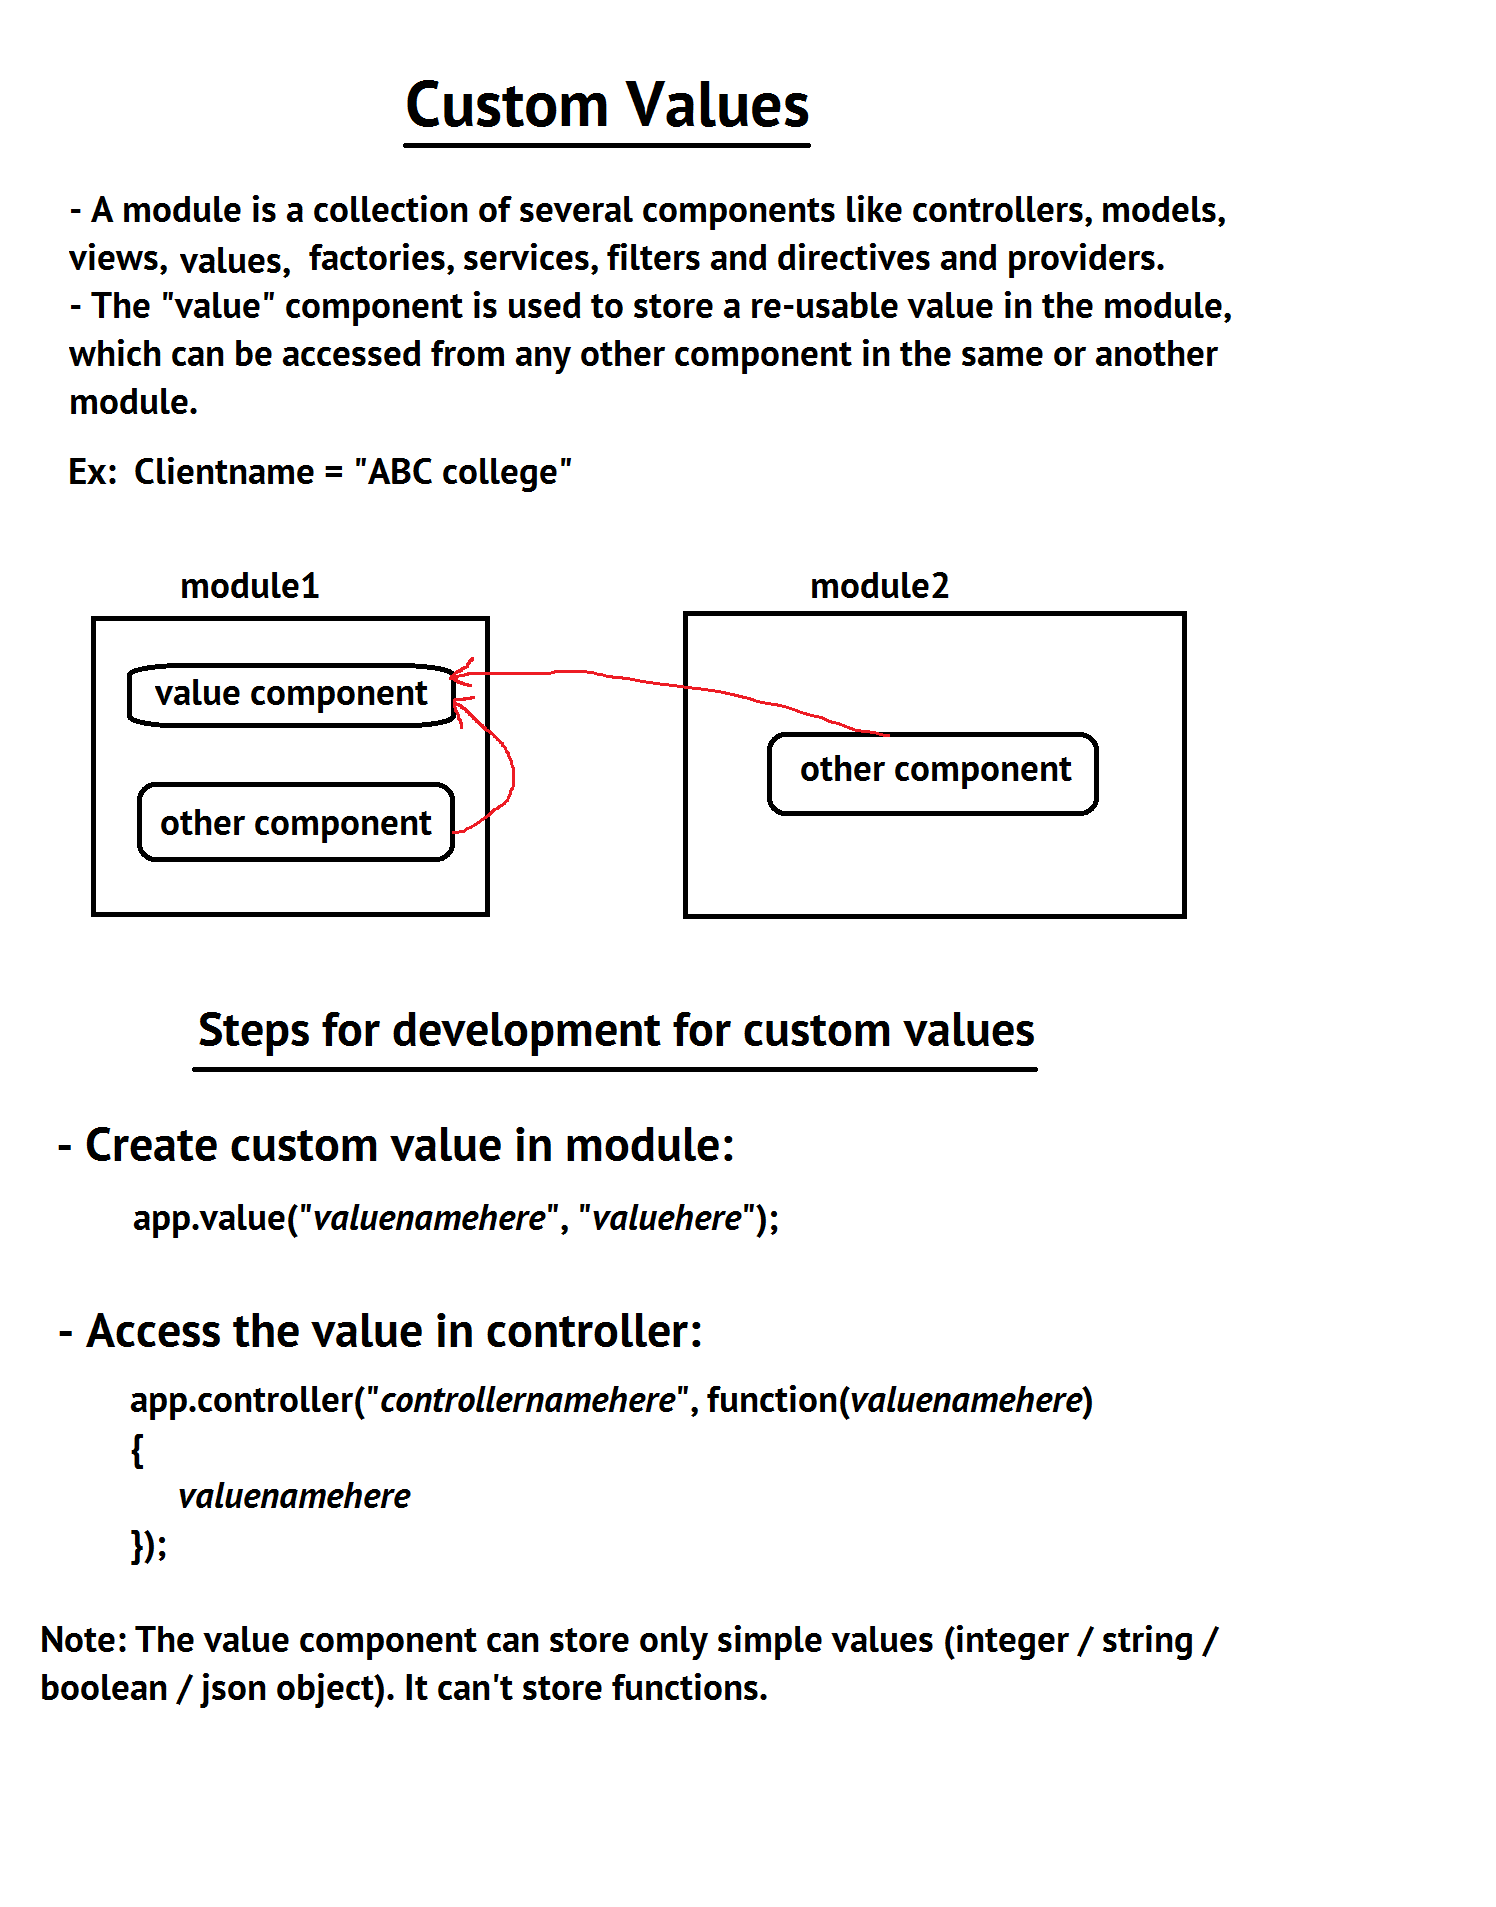 Custom Values
- A module is a collection of several components like controllers, models,
views, values, factories, services, filters and directives and providers.
- The "value" component is used to store a re-usable value in the module,
which can be accessed from any other component in the same or another
module.
Ex: Clientname = "ABC college"
module1
module2
value component
other component
other component
Steps for development for custom values
- Create custom value in module:
app.value("valuenamehere", "valuehere");
- Access the value in controller:
app.controller("controllernamehere", function(valuenamehere)
{
valuenamehere
});
Note: The value component can store only simple values (integer / string /
boolean / json object). It can't store functions.